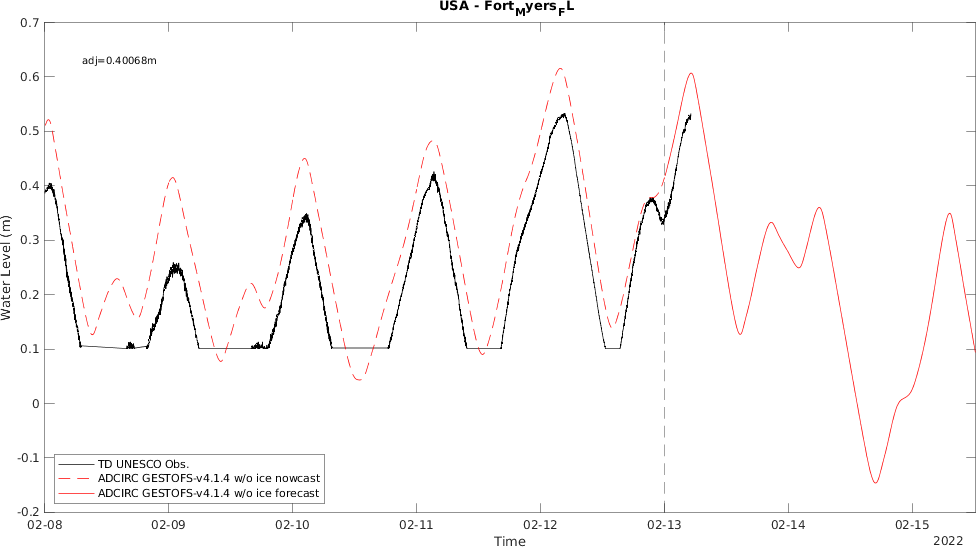 USA - FortMyersFL
0.7
adj=0.40068m
0.6
0.5
0.4
0.3
0.2
0.1
0
-0.1
-0.2
Water Level (m)
TD UNESCO Obs.
ADCIRC GESTOFS-v4.1.4 w/o ice nowcast
ADCIRC GESTOFS-v4.1.4 w/o ice forecast
02-08 02-09 02-10 02-11 02-12 02-13 02-14 02-15
Time
2022